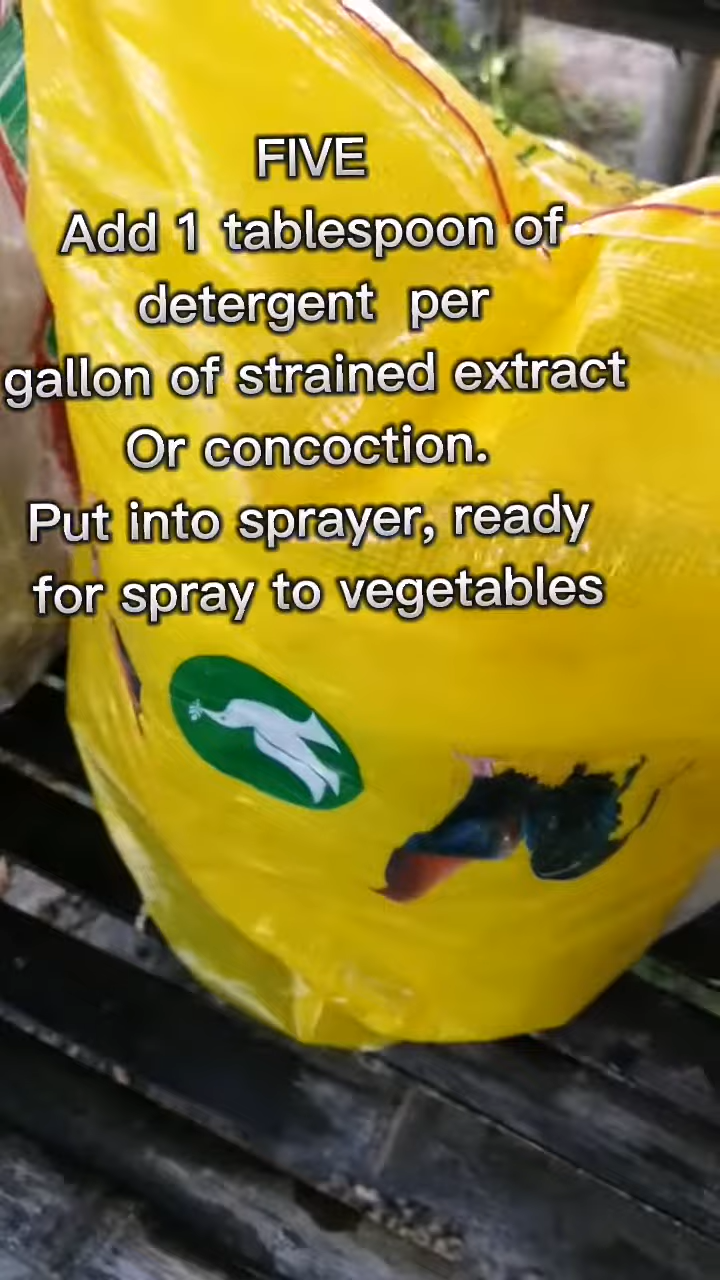 FIVE
Add 1 tablespoon of
detergent per
gallon of strained extract
Or concoction.
Put into sprayer, ready
for spray to vegetables